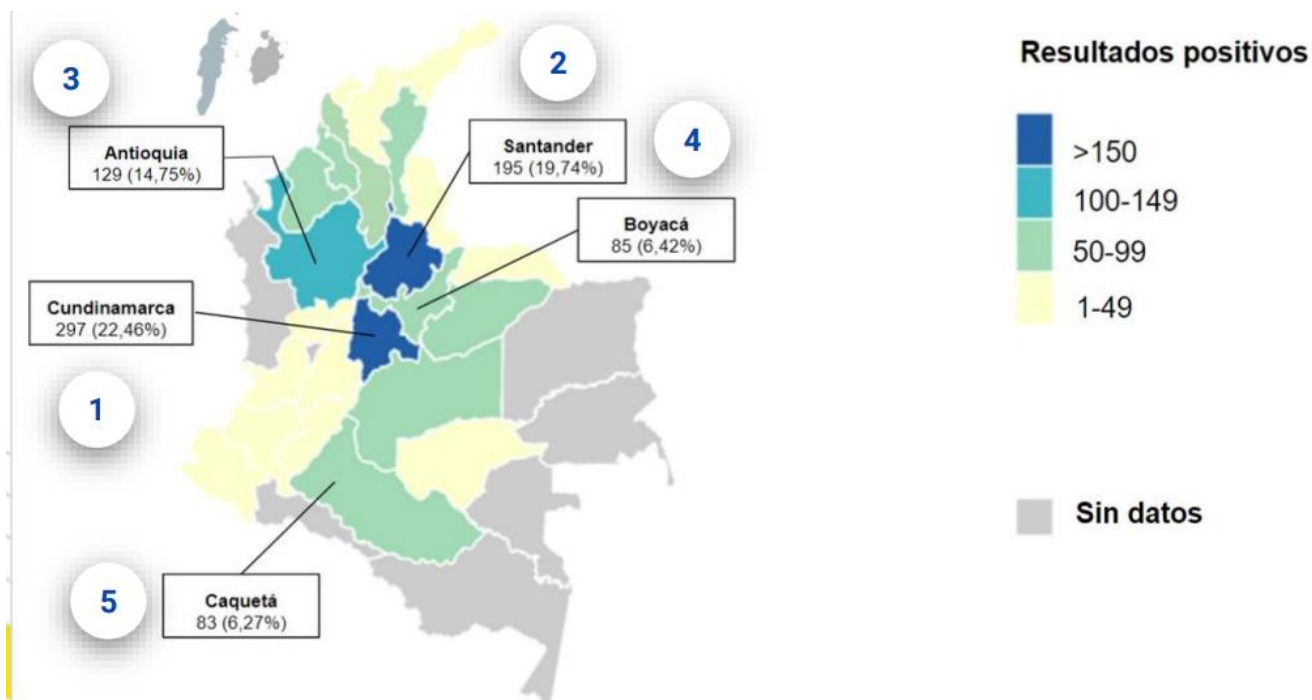 3
Antioquia
129 (14,75%)
2
Santander
195 (19,74%)
4
Boyacá
85 (6,42%)
Cundinamarca
297 (22,46%)
1
5
Caquetá
83 (6,27%)
Resultados positivos
>150
100-149
50-99
1-49
Sin datos